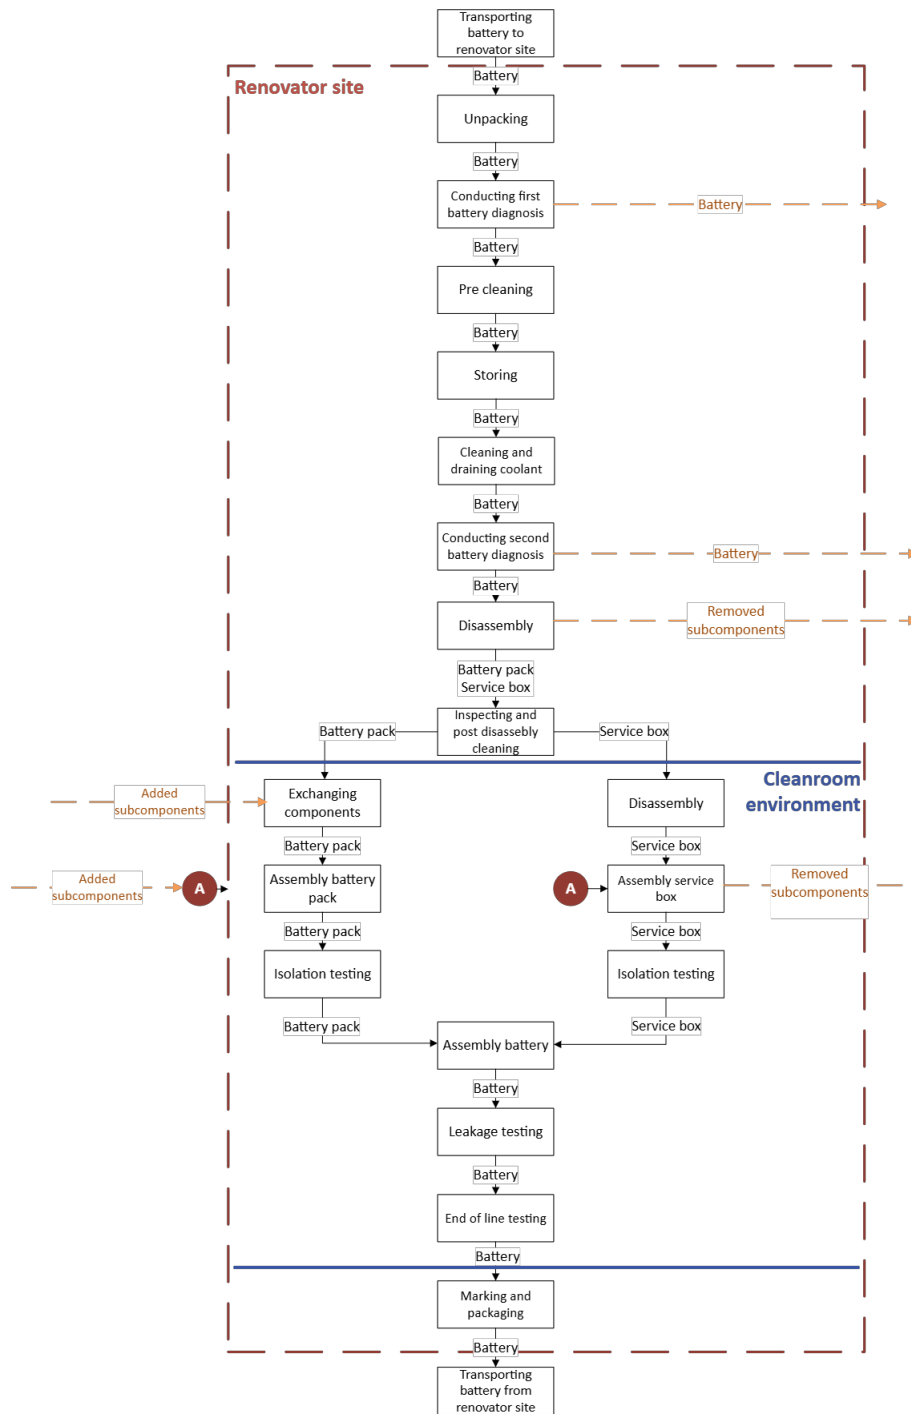 Transporting
battery to
renovator site
Battery
Renovator site
Unpacking
Battery
Conducting first
battery diagnosis
Battery
Battery
Pre cleaning
Battery
Storing
Battery
Cleaning and
draining coolant
Battery
Conducting second
battery diagnosis
Battery
Battery
Disassembly
Removed
subcomponents
Battery pack
Service box
Inspecting and
post disassebly
cleaning
Battery pack
Service box
Cleanroom
environment
Added
subcomponents
Exchanging
components
Disassembly
Battery pack
Service box
Added
subcomponents
A
Assembly battery
pack
A
Assembly service
box
Removed
subcomponents
Battery pack
Service box
Isolation testing
Isolation testing
Battery pack
Service box
Assembly battery
Battery
Leakage testing
Battery
End of line testing
Battery
Marking and
packaging
Battery
Transporting
battery from
renovator site